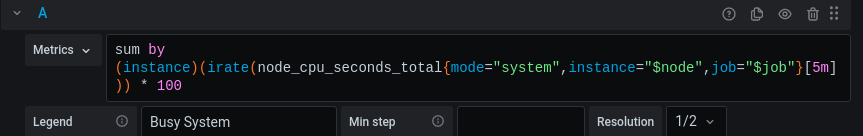 A
Metrics
sum by
(instance)(irate(node_cpu_seconds_total{mode="system",instance="$node",job="$job"}[5m]
)) * 100
Legend Busy System Min step Resolution 1/2